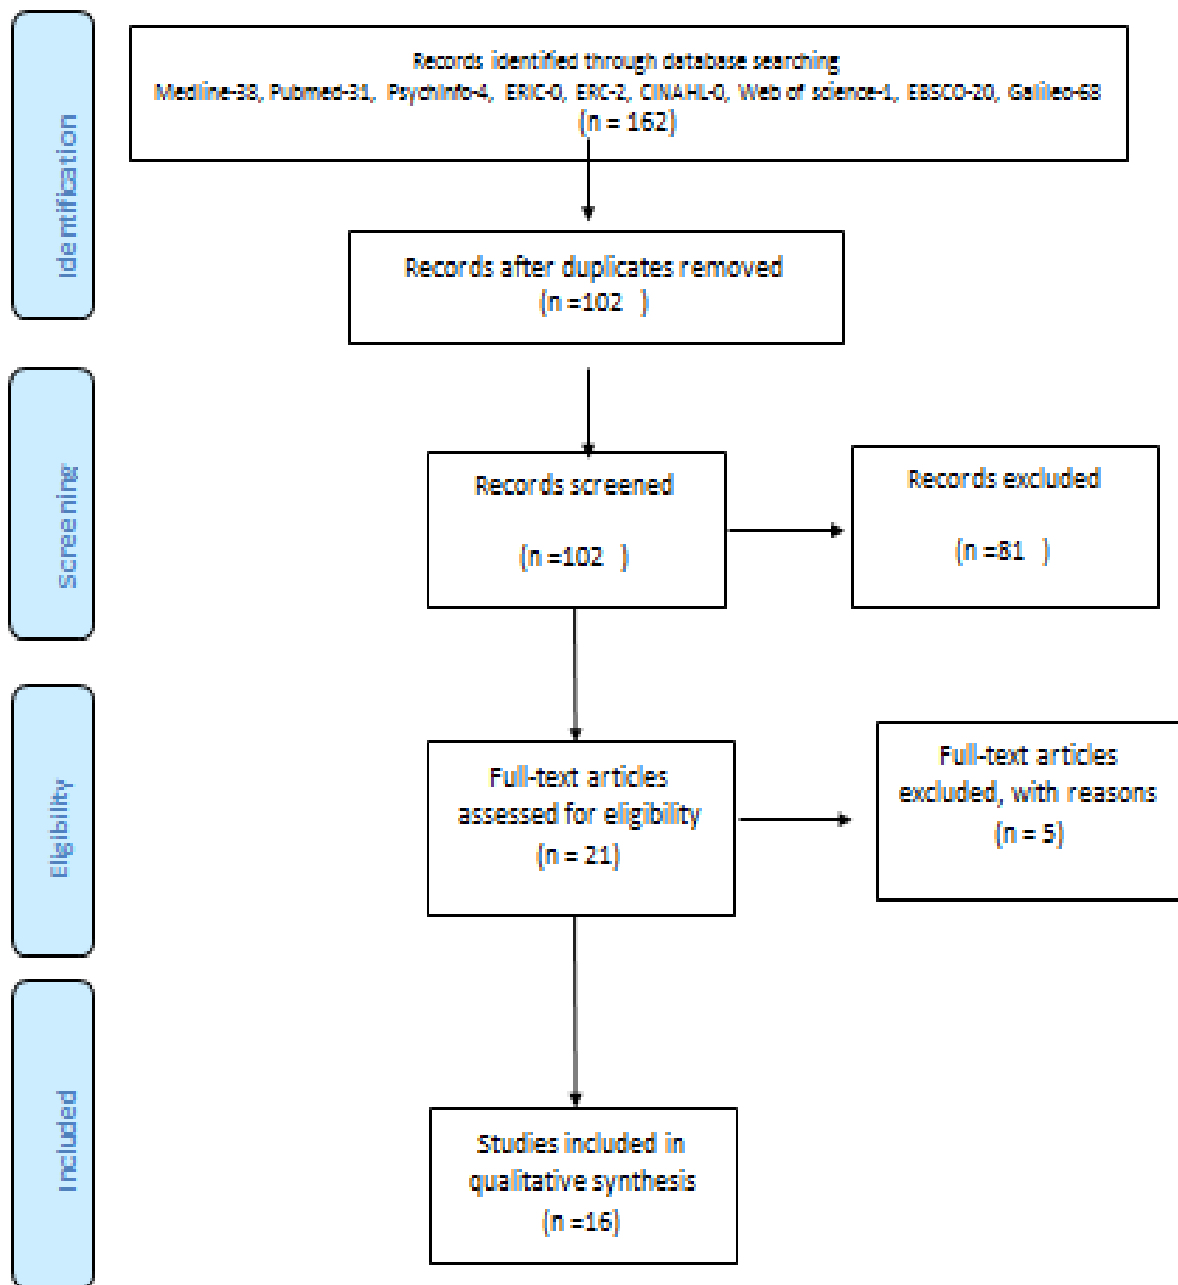 Identification
Records identified through database searching
Medline-38, Pubmed-31, PsychInfo-4, ERIC-0, ERC-2, CINAHL-0, Web of science-1, EBSCO-20, Galileo-68
(n = 162)
Records after duplicates removed
(n =102 )
Screening
Records screened
(n =102 )
Records excluded
(n =81 )
Eligibility
Full-text articles
assessed for eligibility
(n = 21)
Full-text articles
excluded, with reasons
(n = 5)
Included
Studies included in
qualitative synthesis
(n =16)